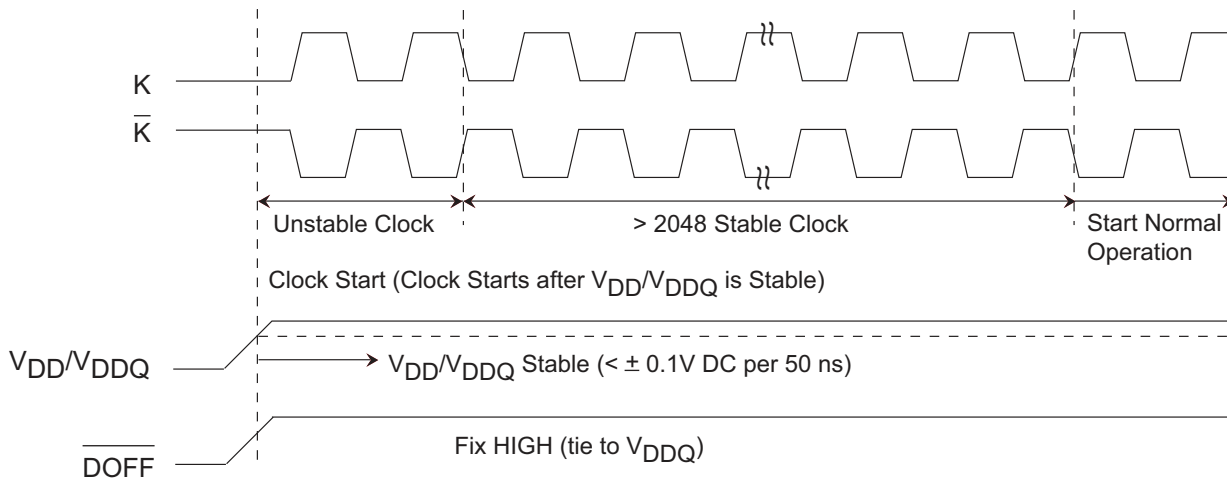 K
K̅
Unstable Clock
> 2048 Stable Clock
Start Normal
Operation
Clock Start (Clock Starts after VDD/VDDQ is Stable)
VDD/VDDQ
VDD/VDDQ Stable (< ± 0.1V DC per 50 ns)
D̅O̅F̅F̅
Fix HIGH (tie to VDDQ)